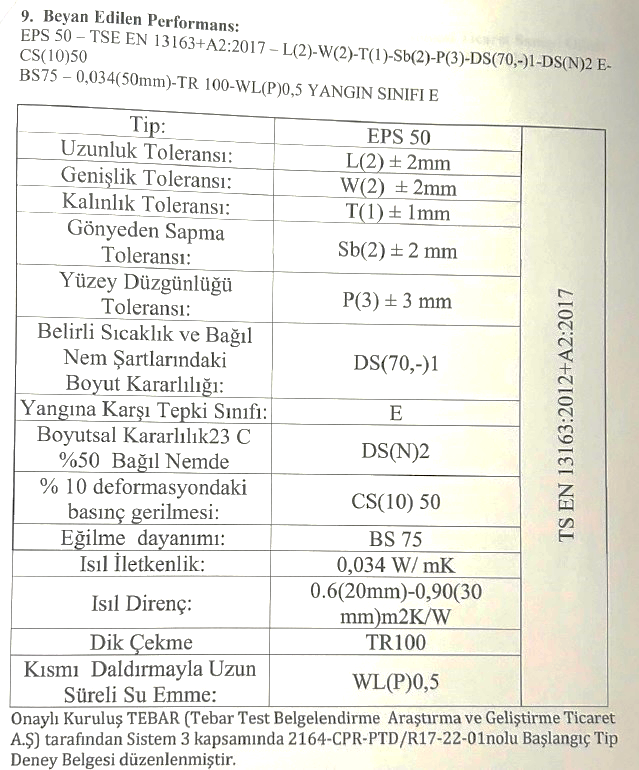 9. Beyan Edilen Performans:
EPS 50 – TSE EN 13163+A2:2017 – L(2)-W(2)-T(1)-Sb(2)-P(3)-DS(70,-)1-DS(N)2 E-
CS(10)50
BS75 – 0,034(50mm)-TR 100-WL(P)0,5 YANGIN SINIFI E
Tip:
EPS 50
Uzunluk Toleransı:
L(2) ± 2mm
Genişlik Toleransı:
W(2) ± 2mm
Kalınlık Toleransı:
T(1) ± 1mm
Gönyeden Sapma
Toleransı:
Sb(2) ± 2 mm
Yüzey Düzgünlüğü
Toleransı:
P(3) ± 3 mm
Belirli Sıcaklık ve Bağıl
Nem Şartlarındaki
Boyut Kararlılığı:
DS(70,-)1
Yangına Karşı Tepki Sınıfı:
E
Boyutsal Kararlılık23 C
%50 Bağıl Nemde
DS(N)2
% 10 deformasyondaki
basınç gerilmesi:
CS(10) 50
Eğilme dayanımı:
BS 75
Isıl İletkenlik:
0,034 W/ mK
Isıl Direnç:
0.6(20mm)-0,90(30
mm)m2K/W
Dik Çekme
TR100
Kısmı Daldırmayla Uzun
Süreli Su Emme:
WL(P)0,5
TS EN 13163:2012+A2:2017
Onaylı Kuruluş TEBAR (Tebar Test Belgelendirme Araştırma ve Geliştirme Ticaret
A.Ş) tarafından Sistem 3 kapsamında 2164-CPR-PTD/R17-22-01nolu Başlangıç Tip
Deney Belgesi düzenlenmiştir.